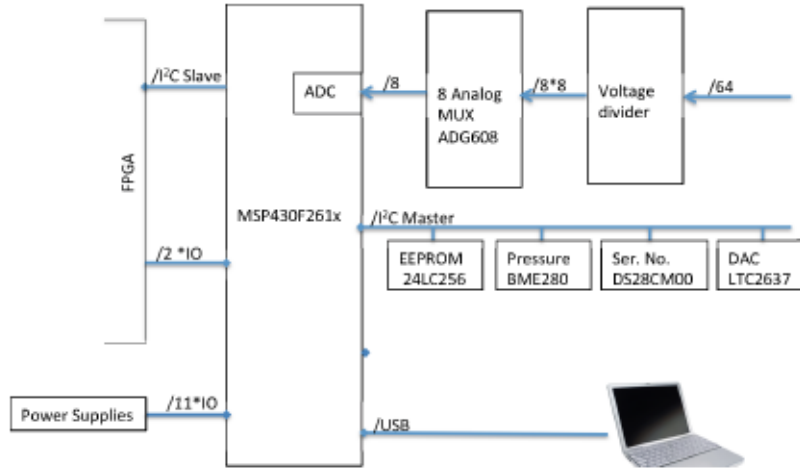 /I²C Slave
FPGA
/2 *IO
Power Supplies
/11*IO
MSP430F261x
ADC
/8
8 Analog
MUX
ADG608
/8*8
Voltage
divider
/64
/I²C Master
EEPROM
24LC256
Pressure
BME280
Ser. No.
DS28CM00
DAC
LTC2637
/USB